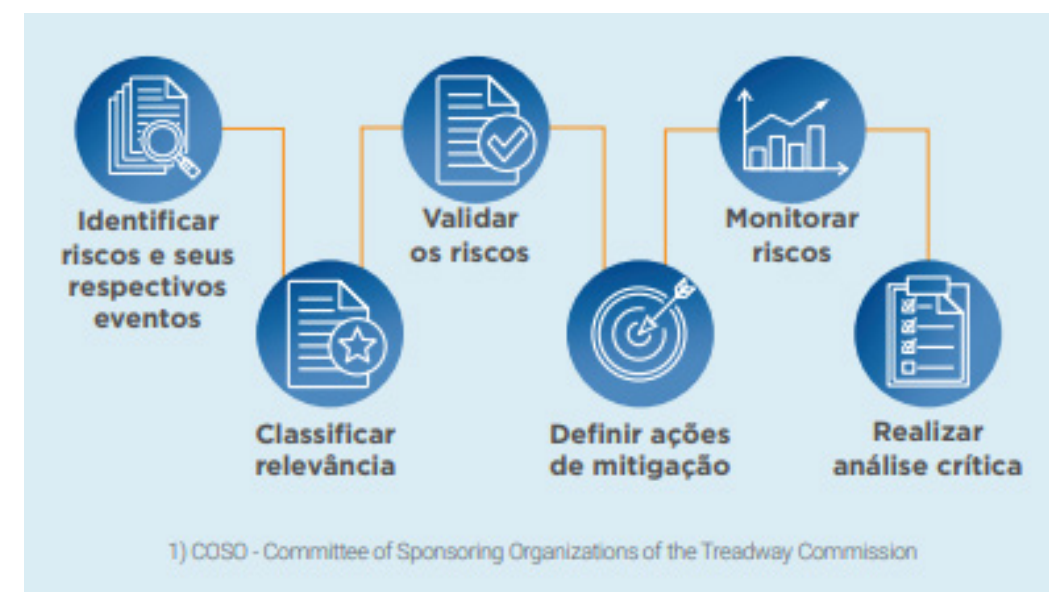 Identificar
riscos e seus
respectivos
eventos
Classificar
relevância
Validar
os riscos
Definir ações
de mitigação
Monitorar
riscos
Realizar
análise crítica
1) COSO - Committee of Sponsoring Organizations of the Treadway Commission